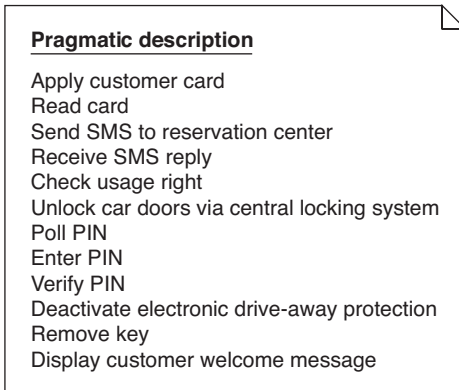 Pragmatic description
Apply customer card
Read card
Send SMS to reservation center
Receive SMS reply
Check usage right
Unlock car doors via central locking system
Poll PIN
Enter PIN
Verify PIN
Deactivate electronic drive-away protection
Remove key
Display customer welcome message